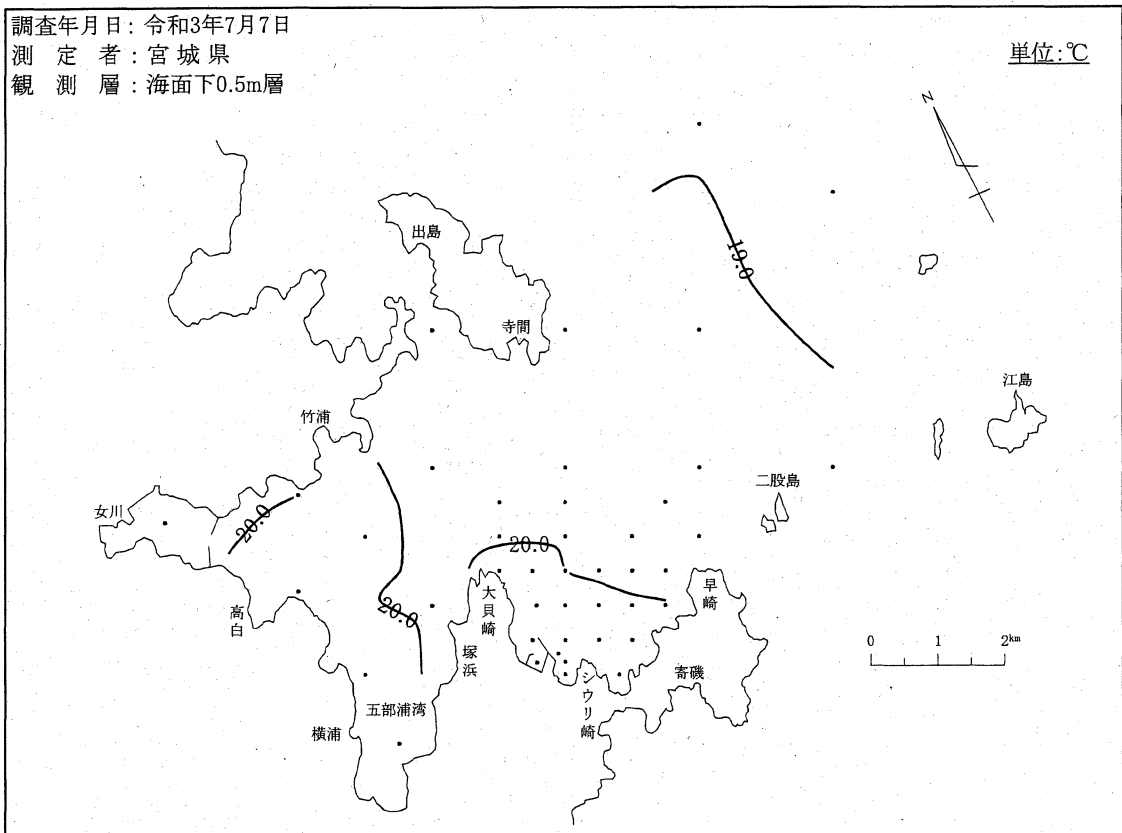 調査年月日：令和3年7月7日
測定者：宮城県
観測層：海面下0.5m層
単位：℃
N
出島
19.0
寺間
江島
竹浦
二股島
女川
20.0
20.0
大貝崎
早崎
高白
20.0
塚浜
0 1 2km
寄磯
シウリ崎
五部浦湾
横浦